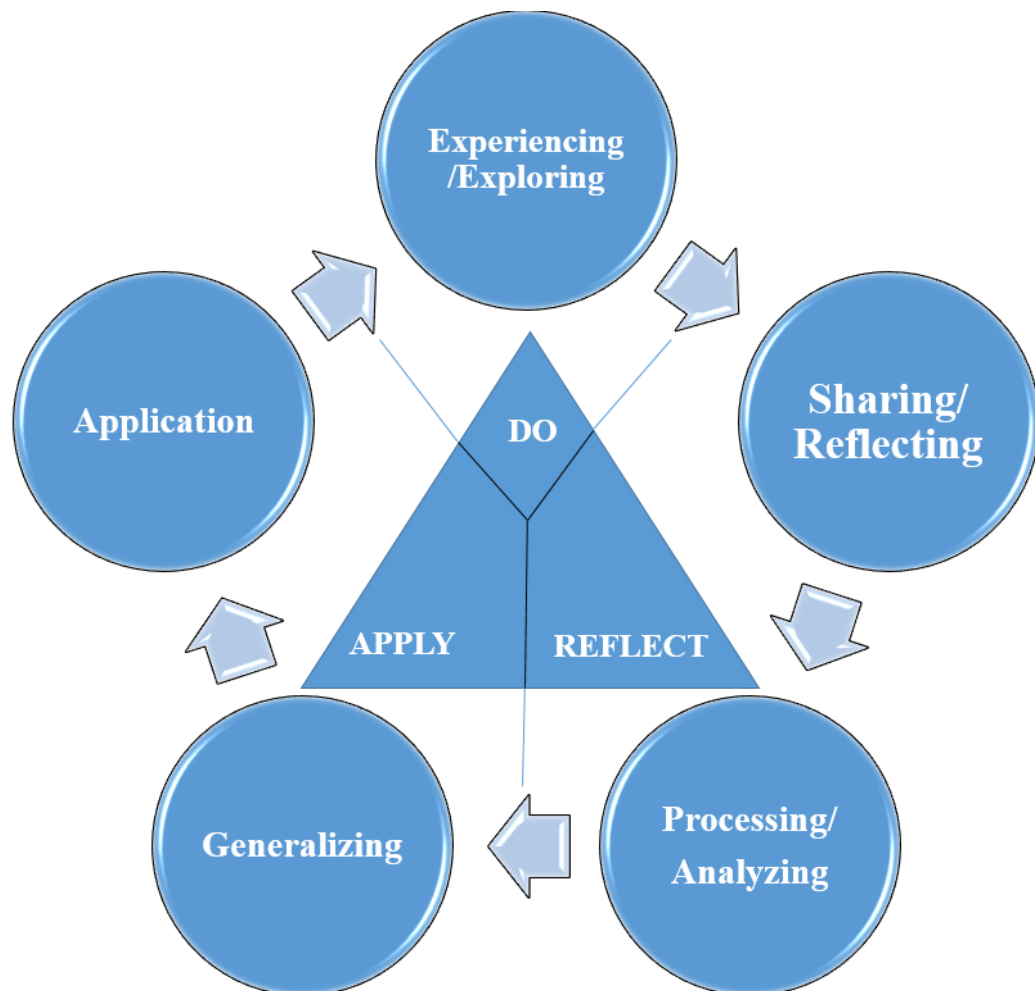 Experiencing
/Exploring
Sharing/
Reflecting
Processing/
Analyzing
Generalizing
Application
DO
REFLECT
APPLY